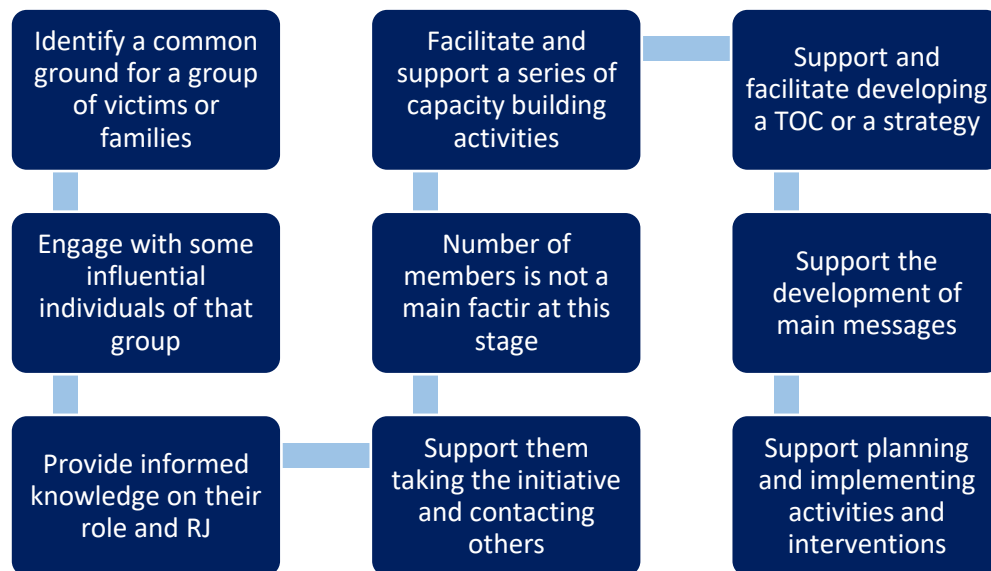 Identify a common
ground for a group
of victims or
families
Engage with some
influential
individuals of that
group
Provide informed
knowledge on their
role and RJ
Support them
taking the initiative
and contacting
others
Number of
members is not a
main factir at this
stage
Facilitate and
support a series of
capacity building
activities
Support and
facilitate developing
a TOC or a strategy
Support the
development of
main messages
Support planning
and implementing
activities and
interventions